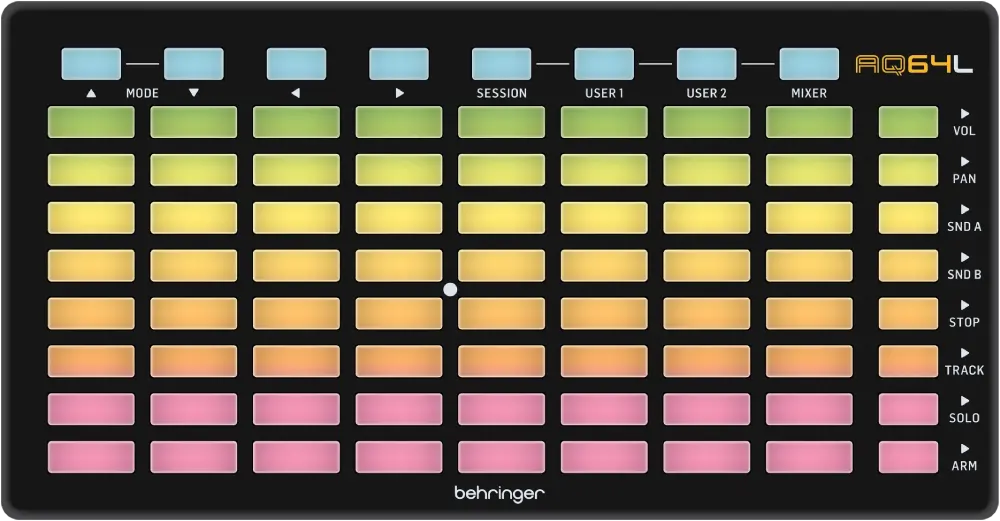 AQ64L
MODE
SESSION
USER 1
USER 2
MIXER
VOL
PAN
SND A
SND B
STOP
TRACK
SOLO
ARM
behringer